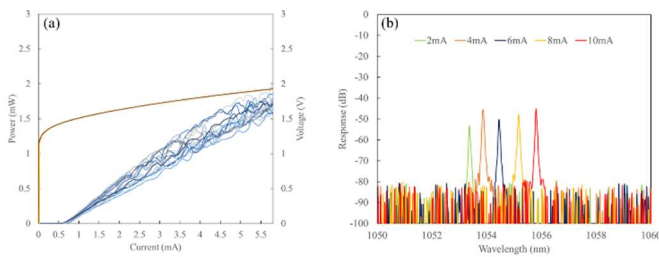 (a)
3
2.5
2
1.5
1
0.5
0
Power (mW)
3
2.5
2
1.5
1
0.5
0
Voltage (V)
0 0.5 1 1.5 2 2.5 3 3.5 4 4.5 5 5.5
Current (mA)
(b)
0
-10
-20
-30
-40
-50
-60
-70
-80
-90
-100
Response (dB)
2mA 4mA 6mA 8mA 10mA
1050 1052 1054 1056 1058 1060
Wavelength (nm)